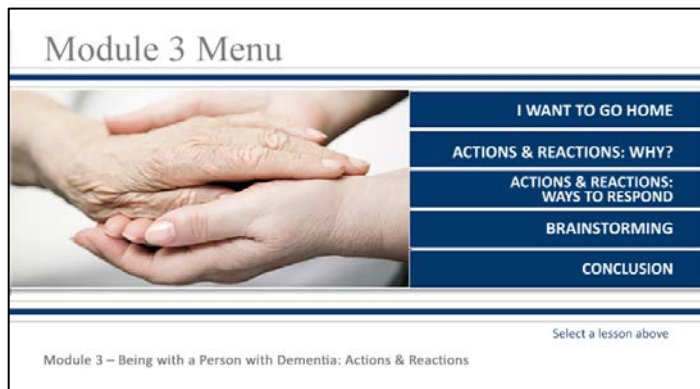 Module 3 Menu
I WANT TO GO HOME
ACTIONS & REACTIONS: WHY?
ACTIONS & REACTIONS:
WAYS TO RESPOND
BRAINSTORMING
CONCLUSION
Select a lesson above
Module 3 – Being with a Person with Dementia: Actions & Reactions